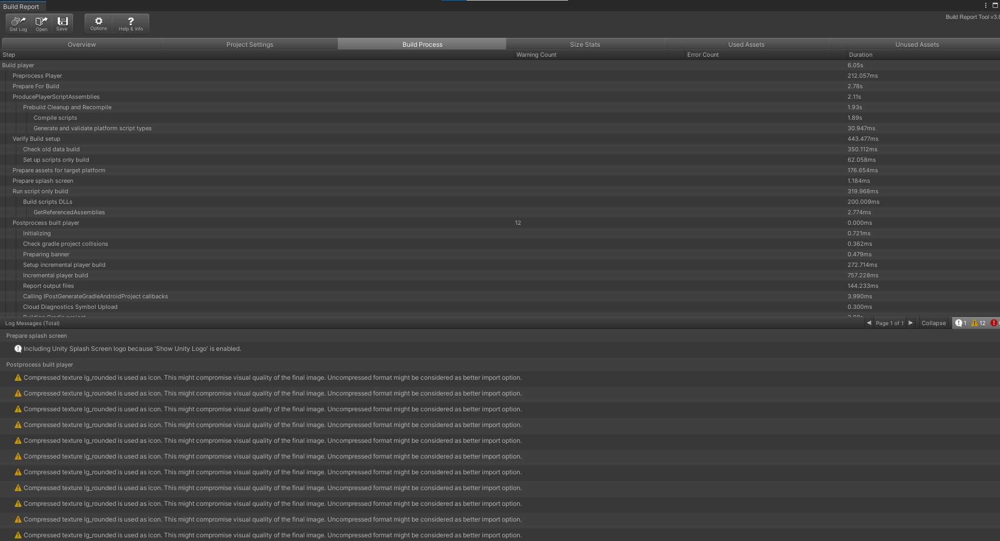 Build Report
Get Log
Open
Save
Options
Help & Info
Build Report Tool v3.8
Overview
Project Settings
Build Process
Size Stats
Used Assets
Unused Assets
Step Warning Count Error Count Duration
Build player 6.05s
Preprocess Player 212.057ms
Prepare For Build 2.78s
ProducePlayerScriptAssemblies 2.11s
Prebuild Cleanup and Recompile 1.93s
Compile scripts 1.89s
Generate and validate platform script types 30.947ms
Verify Build setup 443.477ms
Check old data build 350.112ms
Set up scripts only build 62.058ms
Prepare assets for target platform 176.654ms
Prepare splash screen 1.184ms
Run script only build 319.968ms
Build scripts DLLs 200.009ms
GetReferencedAssemblies 2.774ms
Postprocess built player 12 0.000ms
Initializing 0.721ms
Check gradle project collisions 0.362ms
Preparing banner 0.479ms
Setup incremental player build 272.714ms
Incremental player build 757.228ms
Report output files 144.233ms
Calling IPostGenerateGradleAndroidProject callbacks 3.990ms
Cloud Diagnostics Symbol Upload 0.300ms
Building Gradle project
Log Messages (Total) Page 1 of 1 Collapse 1 12
Prepare splash screen
Including Unity Splash Screen logo because 'Show Unity Logo' is enabled.
Postprocess built player
Compressed texture lg_rounded is used as icon. This might compromise visual quality of the final image. Uncompressed format might be considered as better import option.
Compressed texture lg_rounded is used as icon. This might compromise visual quality of the final image. Uncompressed format might be considered as better import option.
Compressed texture lg_rounded is used as icon. This might compromise visual quality of the final image. Uncompressed format might be considered as better import option.
Compressed texture lg_rounded is used as icon. This might compromise visual quality of the final image. Uncompressed format might be considered as better import option.
Compressed texture lg_rounded is used as icon. This might compromise visual quality of the final image. Uncompressed format might be considered as better import option.
Compressed texture lg_rounded is used as icon. This might compromise visual quality of the final image. Uncompressed format might be considered as better import option.
Compressed texture lg_rounded is used as icon. This might compromise visual quality of the final image. Uncompressed format might be considered as better import option.
Compressed texture lg_rounded is used as icon. This might compromise visual quality of the final image. Uncompressed format might be considered as better import option.
Compressed texture lg_rounded is used as icon. This might compromise visual quality of the final image. Uncompressed format might be considered as better import option.
Compressed texture lg_rounded is used as icon. This might compromise visual quality of the final image. Uncompressed format might be considered as better import option.
Compressed texture lg_rounded is used as icon. This might compromise visual quality of the final image. Uncompressed format might be considered as better import option.